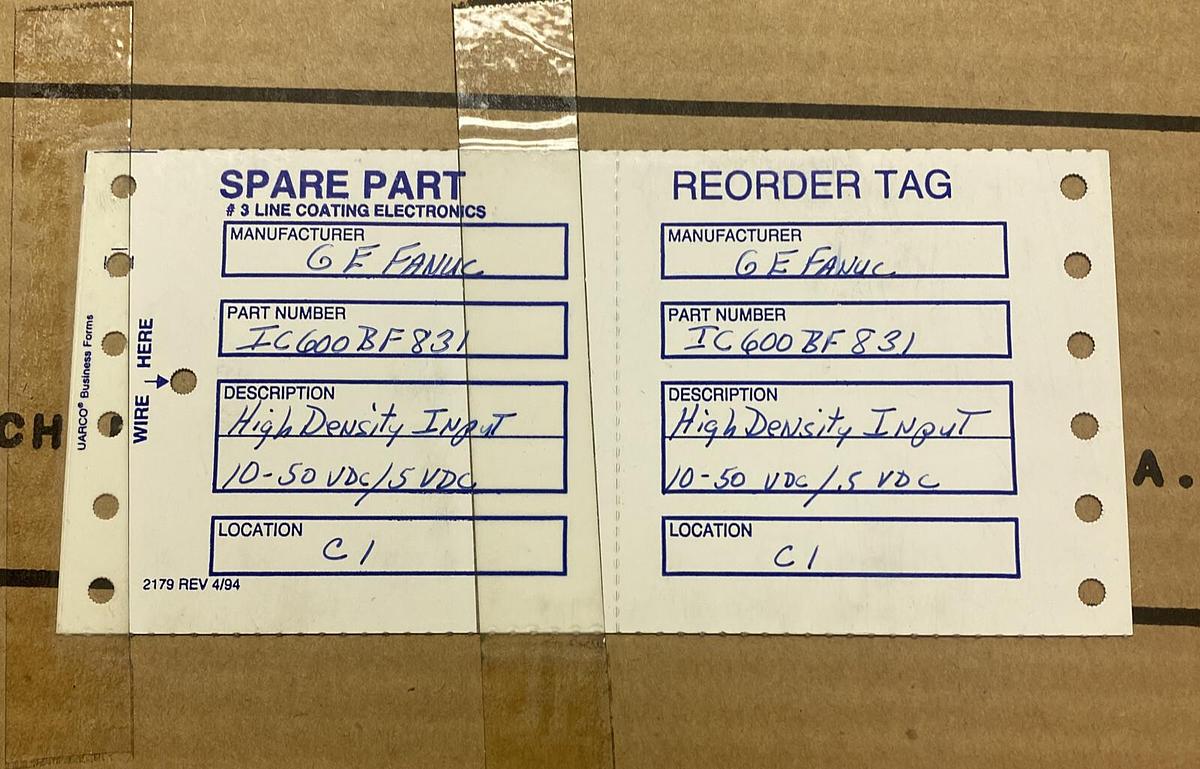 SPARE PART
# 3 LINE COATING ELECTRONICS
MANUFACTURER
GE FANUC
PART NUMBER
IC600BF831
DESCRIPTION
High Density Input
10-50 VDC/.5 VDC
LOCATION
C1
2179 REV 4/94
UARCO® Business Forms
WIRE HERE
REORDER TAG
MANUFACTURER
GE FANUC
PART NUMBER
IC600BF831
DESCRIPTION
High Density Input
10-50 VDC/.5 VDC
LOCATION
C1
CH
A.